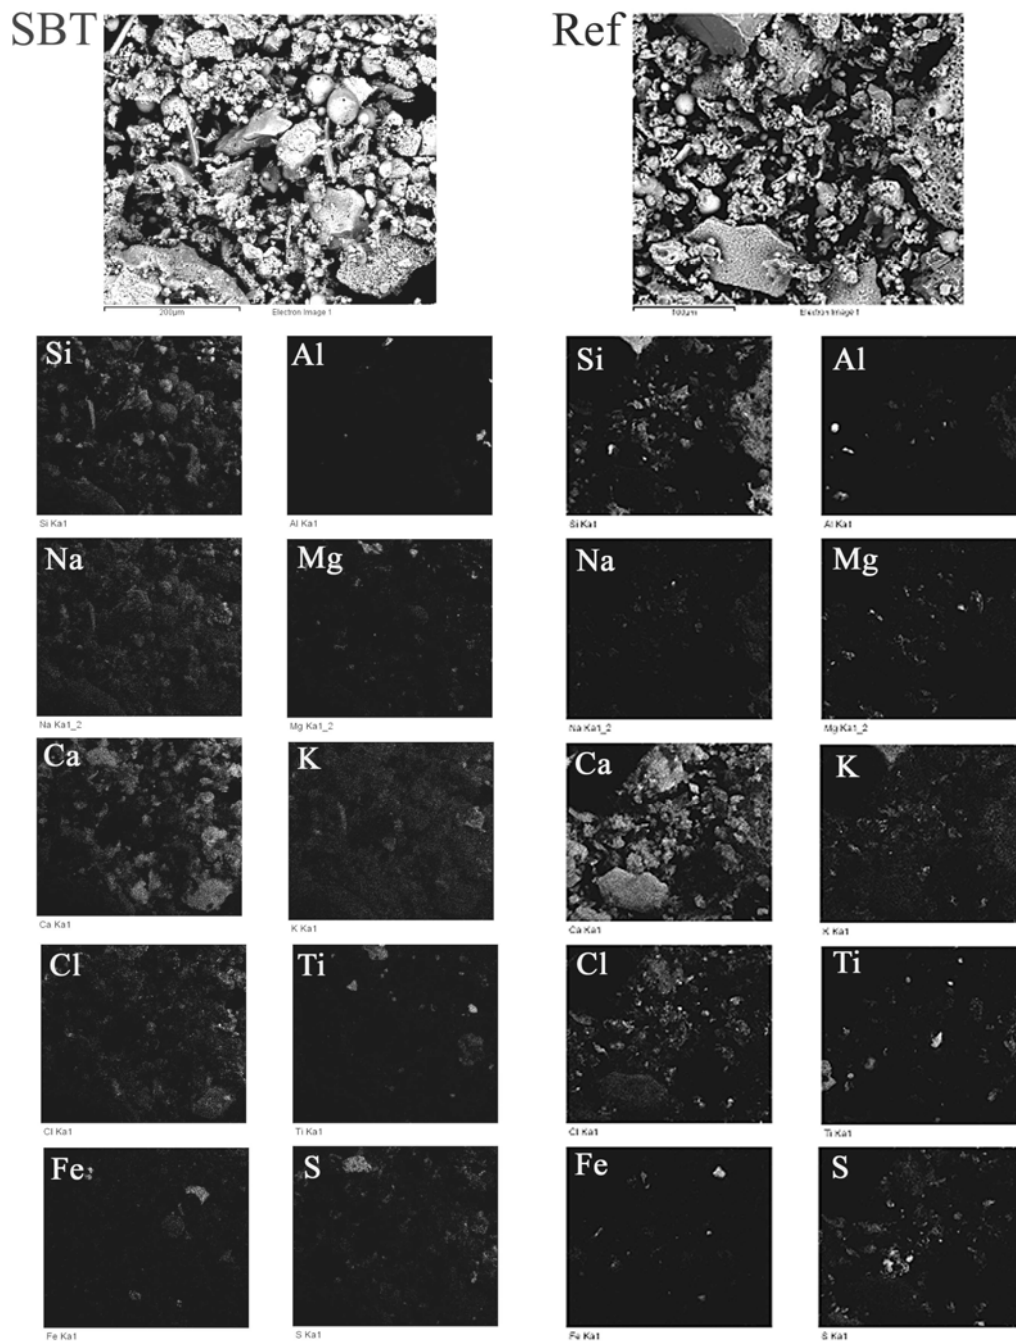 SBT Ref
200µm Electron Image 1 100µm Electron Image 1
Si Al Si Al
Si Ka1 Al Ka1 Si Ka1 Al Ka1
Na Mg Na Mg
Na Ka1_2 Mg Ka1_2 Na Ka1_2 Mg Ka1_2
Ca K Ca K
Ca Ka1 K Ka1 Ca Ka1 K Ka1
Cl Ti Cl Ti
Cl Ka1 Ti Ka1 Cl Ka1 Ti Ka1
Fe S Fe S
Fe Ka1 S Ka1 Fe Ka1 S Ka1